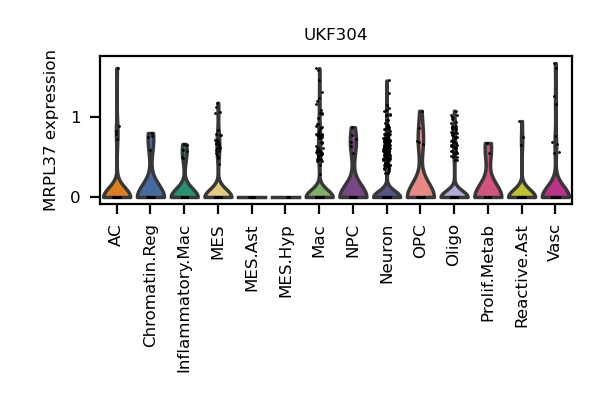 UKF304
MRPL37 expression
1
0
AC
Chromatin.Reg
Inflammatory.Mac
MES
MES.Ast
MES.Hyp
Mac
NPC
Neuron
OPC
Oligo
Prolif.Metab
Reactive.Ast
Vasc